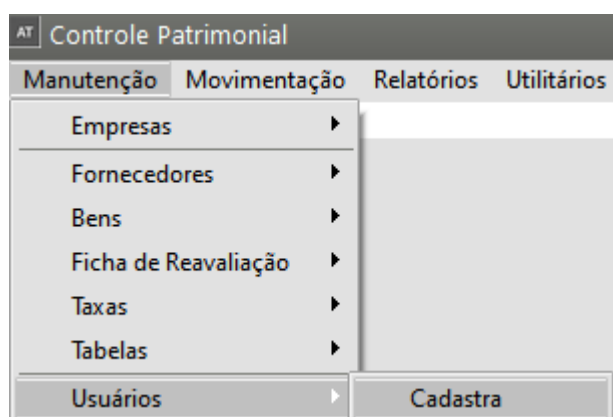 AT Controle Patrimonial
Manutenção Movimentação Relatórios Utilitários
Empresas
Fornecedores
Bens
Ficha de Reavaliação
Taxas
Tabelas
Usuários Cadastra